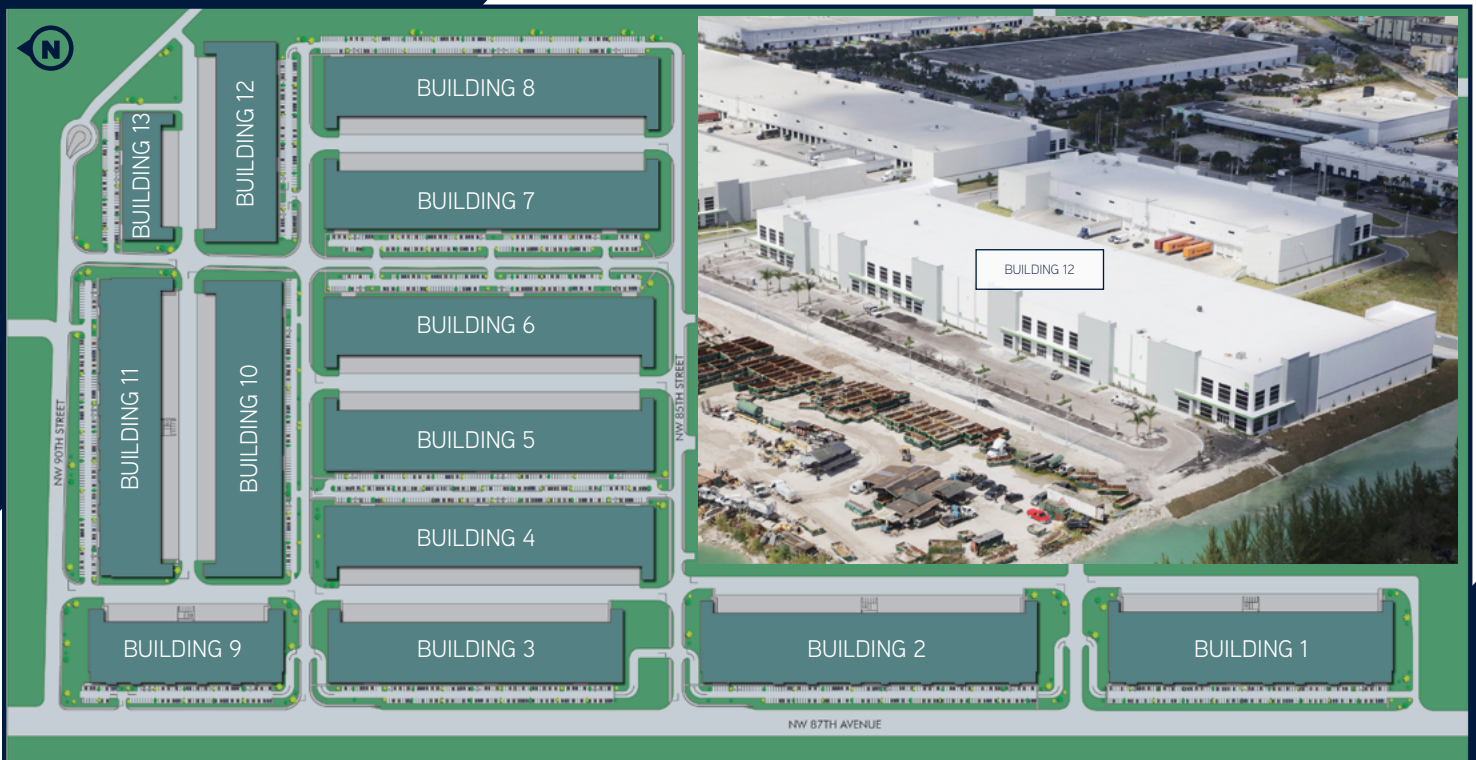 N
BUILDING 8
BUILDING 12
BUILDING 13
BUILDING 7
BUILDING 12
BUILDING 6
NW 85TH STREET
BUILDING 11
BUILDING 10
NW 90TH STREET
BUILDING 5
BUILDING 4
BUILDING 9
BUILDING 3
BUILDING 2
BUILDING 1
NW 87TH AVENUE